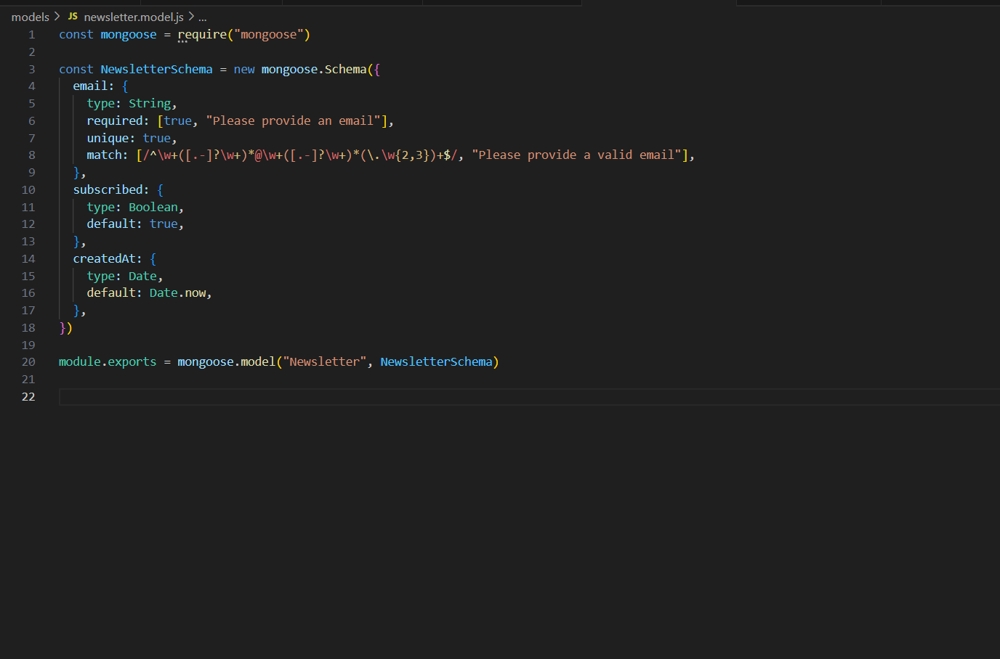 models > JS newsletter.model.js > ...
1 const mongoose = require("mongoose")
2
3 const NewsletterSchema = new mongoose.Schema({
4   email: {
5     type: String,
6     required: [true, "Please provide an email"],
7     unique: true,
8     match: [/^\w+([.-]?\w+)*@\w+([.-]?\w+)*(\.\w{2,3})+$/, "Please provide a valid email"],
9   },
10   subscribed: {
11     type: Boolean,
12     default: true,
13   },
14   createdAt: {
15     type: Date,
16     default: Date.now,
17   },
18 })
19
20 module.exports = mongoose.model("Newsletter", NewsletterSchema)
21
22